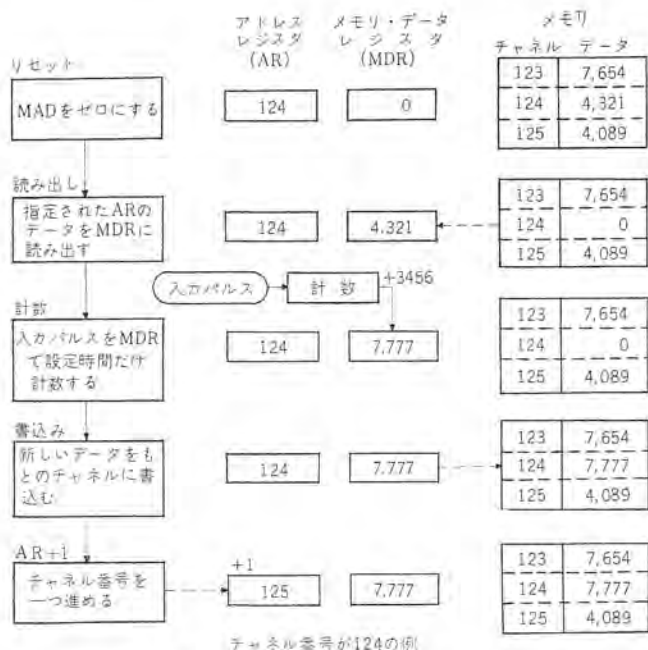 アドレス
レジスタ
(AR)
メモリ・データ
レジスタ
(MDR)
メモリ
チャネル データ
リセット
MADをゼロにする
124
0
123 7,654
124 4,321
125 4,089
読み出し
指定されたARの
データをMDRに
読み出す
124
4.321
123 7,654
124 0
125 4,089
入力パルス
計数
+3456
計数
入力パルスをMDR
で設定時間だけ
計数する
124
7.777
123 7,654
124 0
125 4,089
書込み
新しいデータをも
とのチャネルに書
込む
124
7.777
123 7,654
124 7,777
125 4,089
AR+1
チャネル番号を
一つ進める
+1
125
7,777
123 7,654
124 7,777
125 4,089
チャネル番号が124の例